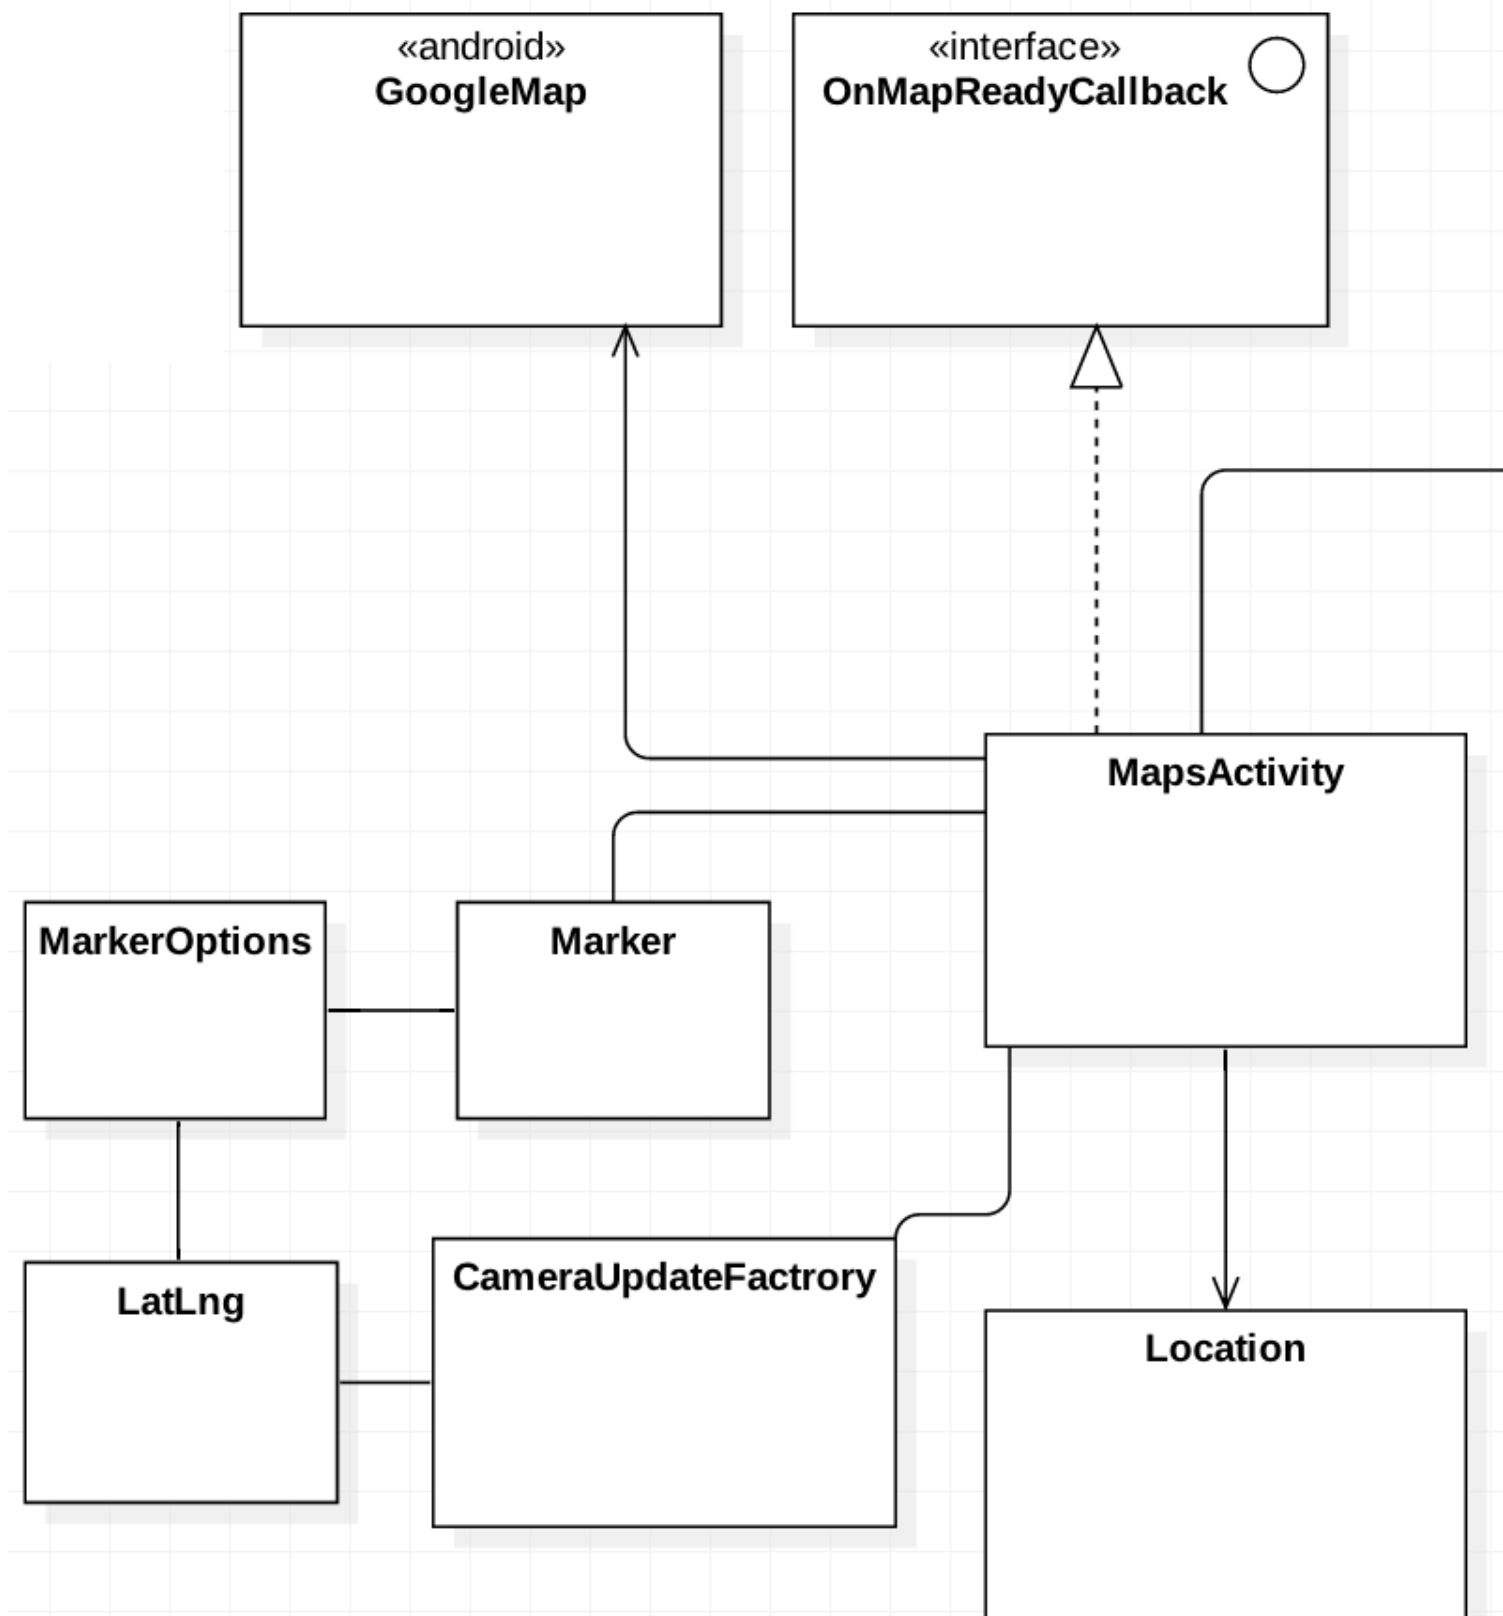 «android»
GoogleMap
«interface»
OnMapReadyCallback
MapsActivity
MarkerOptions
Marker
LatLng
CameraUpdateFactrory
Location